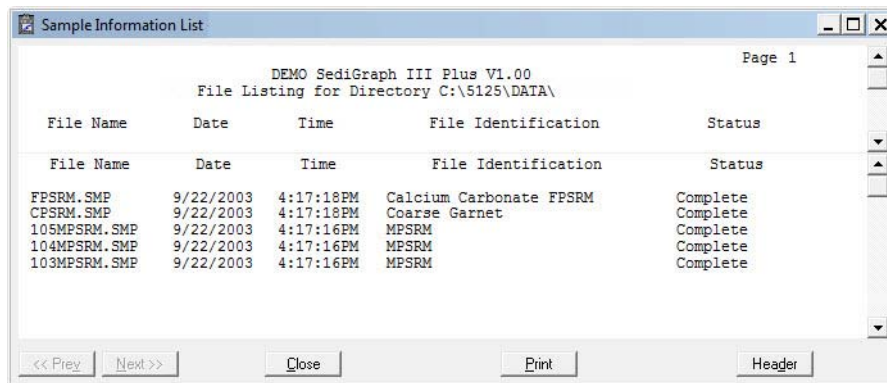 Sample Information List
Page 1
DEMO SediGraph III Plus V1.00
File Listing for Directory C:\5125\DATA\
File Name Date Time File Identification Status
File Name Date Time File Identification Status
FPSRM.SMP 9/22/2003 4:17:18PM Calcium Carbonate FPSRM Complete
CPSRM.SMP 9/22/2003 4:17:18PM Coarse Garnet Complete
105MPSRM.SMP 9/22/2003 4:17:16PM MPSRM Complete
104MPSRM.SMP 9/22/2003 4:17:16PM MPSRM Complete
103MPSRM.SMP 9/22/2003 4:17:16PM MPSRM Complete
<< Prev Next >> Close Print Header